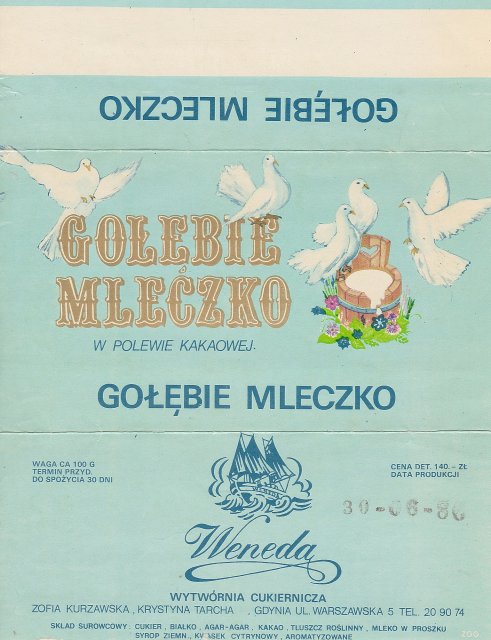 GOŁĘBIE MLECZKO
GOŁĘBIE
MLECZKO
W POLEWIE KAKAOWEJ.
GOŁĘBIE MLECZKO
WAGA CA 100 G
TERMIN PRZYD.
DO SPOŻYCIA 30 DNI
CENA DET. 140.- ZŁ
DATA PRODUKCJI
30-06-86
Weneda
WYTWÓRNIA CUKIERNICZA
ZOFIA KURZAWSKA, KRYSTYNA TARCHA , GDYNIA UL. WARSZAWSKA 5 TEL. 20 90 74
SKŁAD SUROWCOWY: CUKIER, BIAŁKO, AGAR-AGAR, KAKAO, TŁUSZCZ ROŚLINNY, MLEKO W PROSZKU
SYROP ZIEMN., KWASEK CYTRYNOWY, AROMATYZOWANE